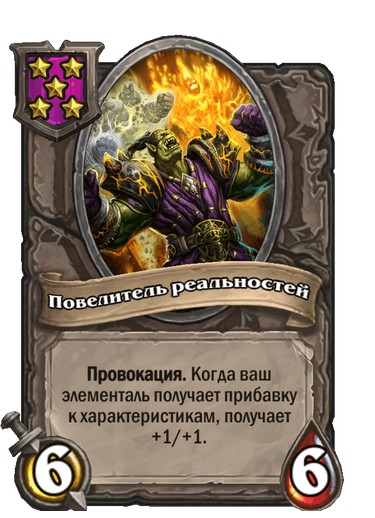 Повелитель реальностей
Провокация. Когда ваш
элементаль получает прибавку
к характеристикам, получает
+1/+1.
6
6